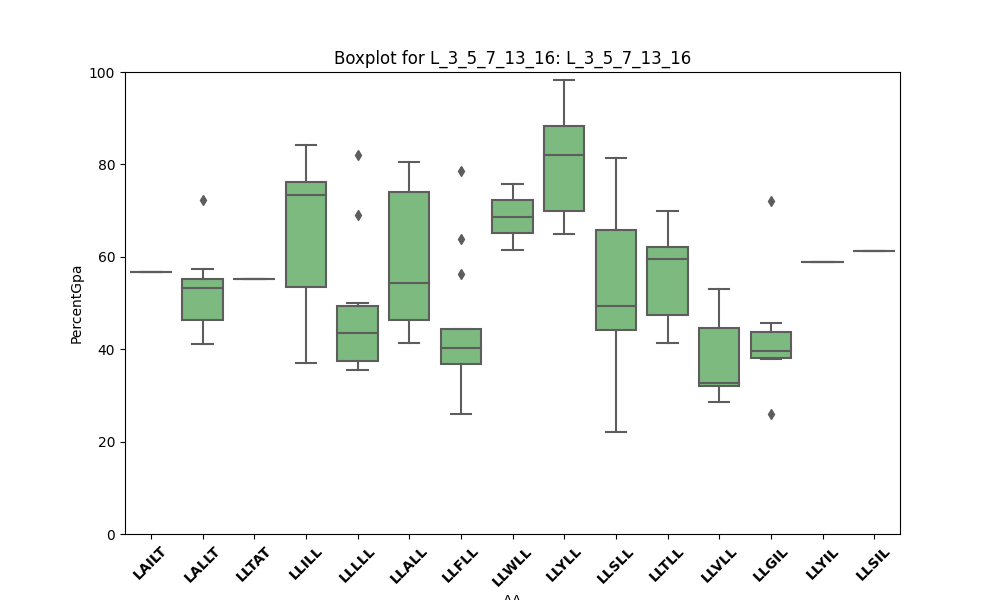 Boxplot for L_3_5_7_13_16: L_3_5_7_13_16
100
80
60
40
20
0
PercentGpa
LAILT LALLT LLTAT LLILL LLLLL LLALL LLFLL LLWLL LLYLL LLSLL LLTLL LLVLL LLGIL LLYIL LLSIL
AA